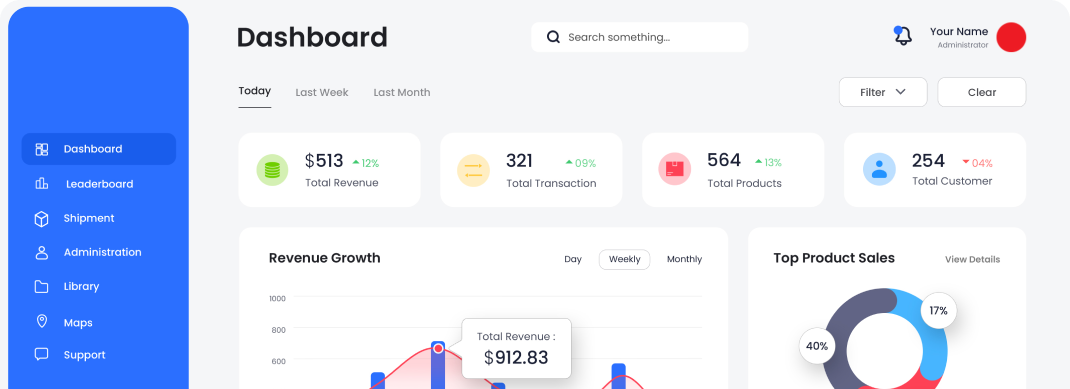 Dashboard
Search something...
Your Name
Administrator
Today
Last Week
Last Month
Filter
Clear
Dashboard
Leaderboard
Shipment
Administration
Library
Maps
Support
$513
12%
Total Revenue
321
09%
Total Transaction
564
13%
Total Products
254
04%
Total Customer
Revenue Growth
Day
Weekly
Monthly
1000
800
600
Total Revenue :
$912.83
Top Product Sales
View Details
17%
40%